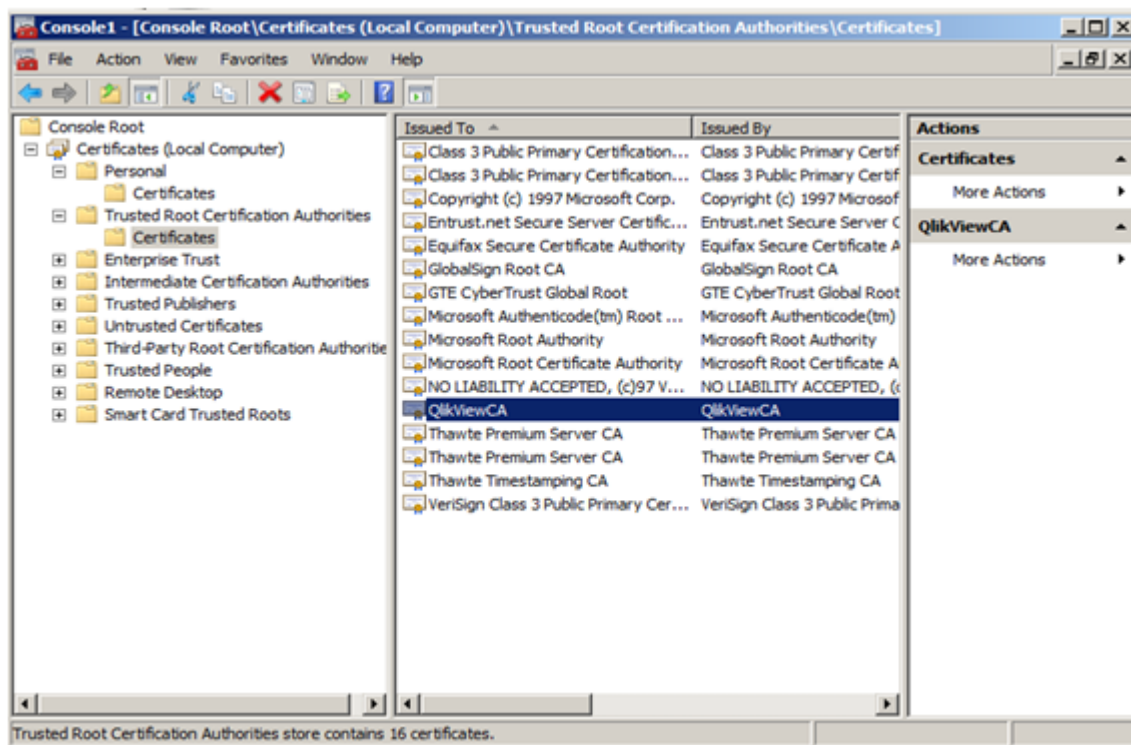 Console1 - [Console Root\Certificates (Local Computer)\Trusted Root Certification Authorities\Certificates]
File Action View Favorites Window Help
Console Root
Certificates (Local Computer)
Personal
Certificates
Trusted Root Certification Authorities
Certificates
Enterprise Trust
Intermediate Certification Authorities
Trusted Publishers
Untrusted Certificates
Third-Party Root Certification Authoritie
Trusted People
Remote Desktop
Smart Card Trusted Roots
Issued To Issued By
Class 3 Public Primary Certification... Class 3 Public Primary Certif
Class 3 Public Primary Certification... Class 3 Public Primary Certif
Copyright (c) 1997 Microsoft Corp. Copyright (c) 1997 Microsof
Entrust.net Secure Server Certific... Entrust.net Secure Server C
Equifax Secure Certificate Authority Equifax Secure Certificate A
GlobalSign Root CA GlobalSign Root CA
GTE CyberTrust Global Root GTE CyberTrust Global Root
Microsoft Authenticode(tm) Root ... Microsoft Authenticode(tm)
Microsoft Root Authority Microsoft Root Authority
Microsoft Root Certificate Authority Microsoft Root Certificate A
NO LIABILITY ACCEPTED, (c)97 V... NO LIABILITY ACCEPTED, (c
QlikViewCA QlikViewCA
Thawte Premium Server CA Thawte Premium Server CA
Thawte Premium Server CA Thawte Premium Server CA
Thawte Timestamping CA Thawte Timestamping CA
VeriSign Class 3 Public Primary Cer... VeriSign Class 3 Public Prima
Actions
Certificates
More Actions
QlikViewCA
More Actions
Trusted Root Certification Authorities store contains 16 certificates.